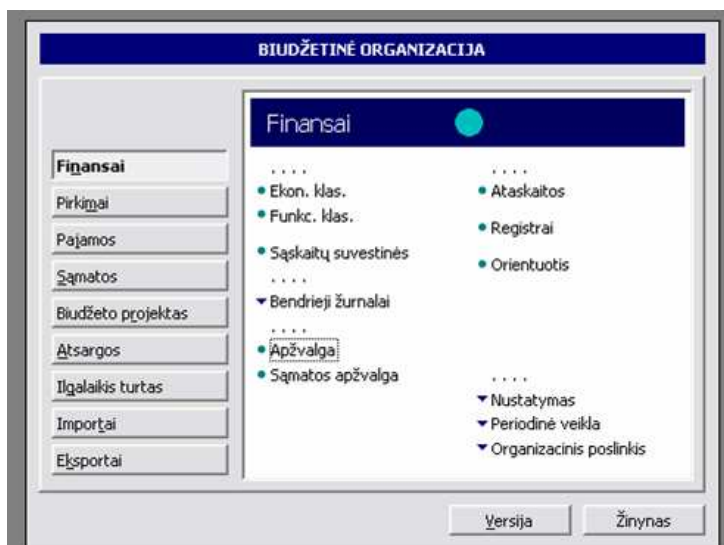 BIUDŽETINĖ ORGANIZACIJA
Finansai
Pirkimai
Pajamos
Sąmatos
Biudžeto projektas
Atsargos
Ilgalaikis turtas
Importai
Eksportai
Finansai
. . . .
Ekon. klas.
Funkc. klas.
Sąskaitų suvestinės
. . . .
Bendrieji žurnalai
. . . .
Apžvalga
Sąmatos apžvalga
. . . .
Ataskaitos
Registrai
Orientuotis
. . . .
Nustatymas
Periodinė veikla
Organizacinis poslinkis
Versija
Žinynas